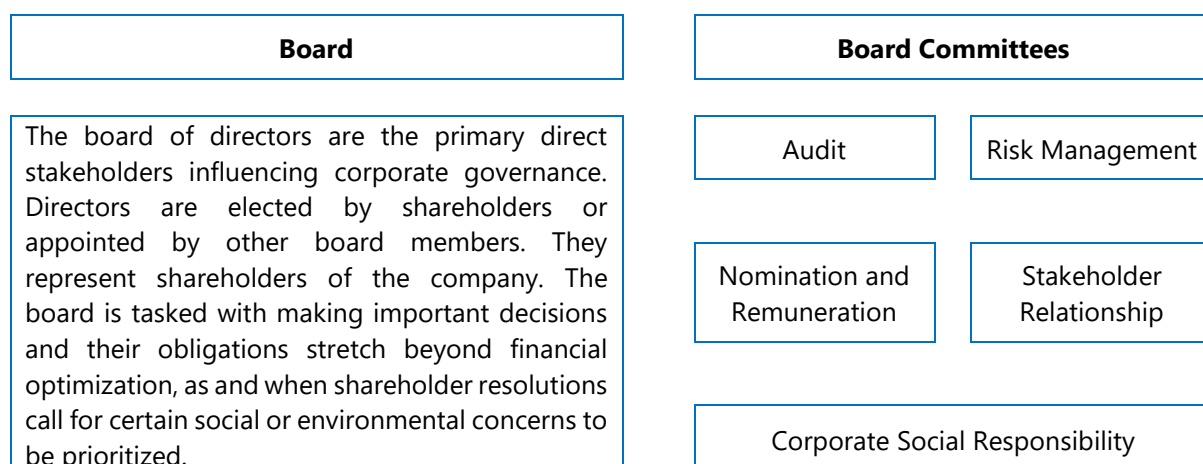 Board
The board of directors are the primary direct
stakeholders influencing corporate governance.
Directors are elected by shareholders or
appointed by other board members. They
represent shareholders of the company. The
board is tasked with making important decisions
and their obligations stretch beyond financial
optimization, as and when shareholder resolutions
call for certain social or environmental concerns to
be prioritized.
Board Committees
Audit
Risk Management
Nomination and
Remuneration
Stakeholder
Relationship
Corporate Social Responsibility